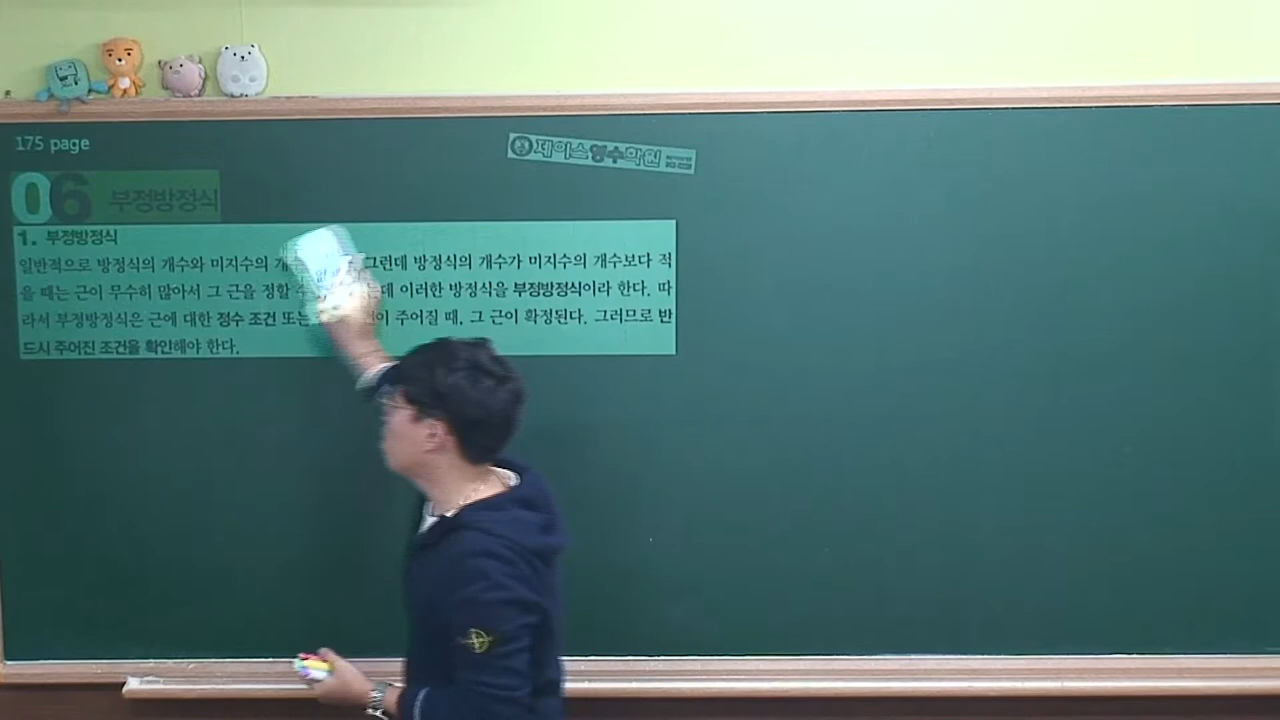 175 page
제이스영수학원
06 부정방정식
1. 부정방정식
일반적으로 방정식의 개수와 미지수의 그런데 방정식의 개수가 미지수의 개수보다 적
을 때는 근이 무수히 많아서 그 근을 정할 이러한 방정식을 부정방정식이라 한다. 따
라서 부정방정식은 근에 대한 정수 조건 또는 주어질 때, 그 근이 확정된다. 그러므로 반
드시 주어진 조건을 확인해야 한다.